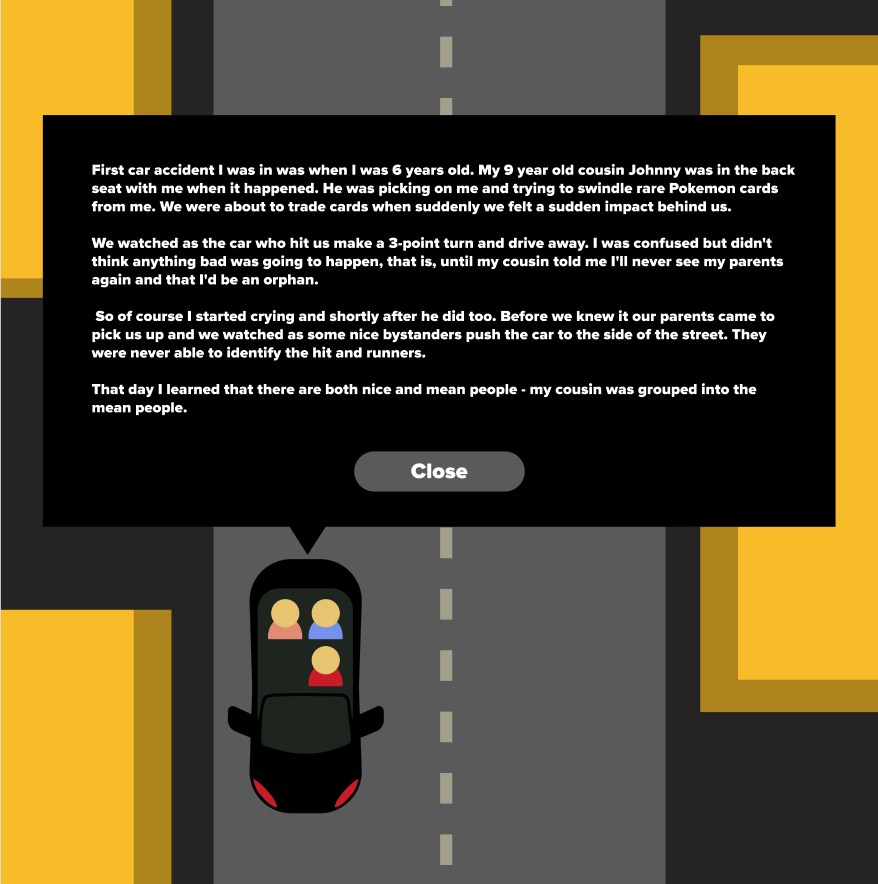 First car accident I was in was when I was 6 years old. My 9 year old cousin Johnny was in the back
seat with me when it happened. He was picking on me and trying to swindle rare Pokemon cards
from me. We were about to trade cards when suddenly we felt a sudden impact behind us.
We watched as the car who hit us make a 3-point turn and drive away. I was confused but didn't
think anything bad was going to happen, that is, until my cousin told me I'll never see my parents
again and that I'd be an orphan.
So of course I started crying and shortly after he did too. Before we knew it our parents came to
pick us up and we watched as some nice bystanders push the car to the side of the street. They
were never able to identify the hit and runners.
That day I learned that there are both nice and mean people - my cousin was grouped into the
mean people.
Close